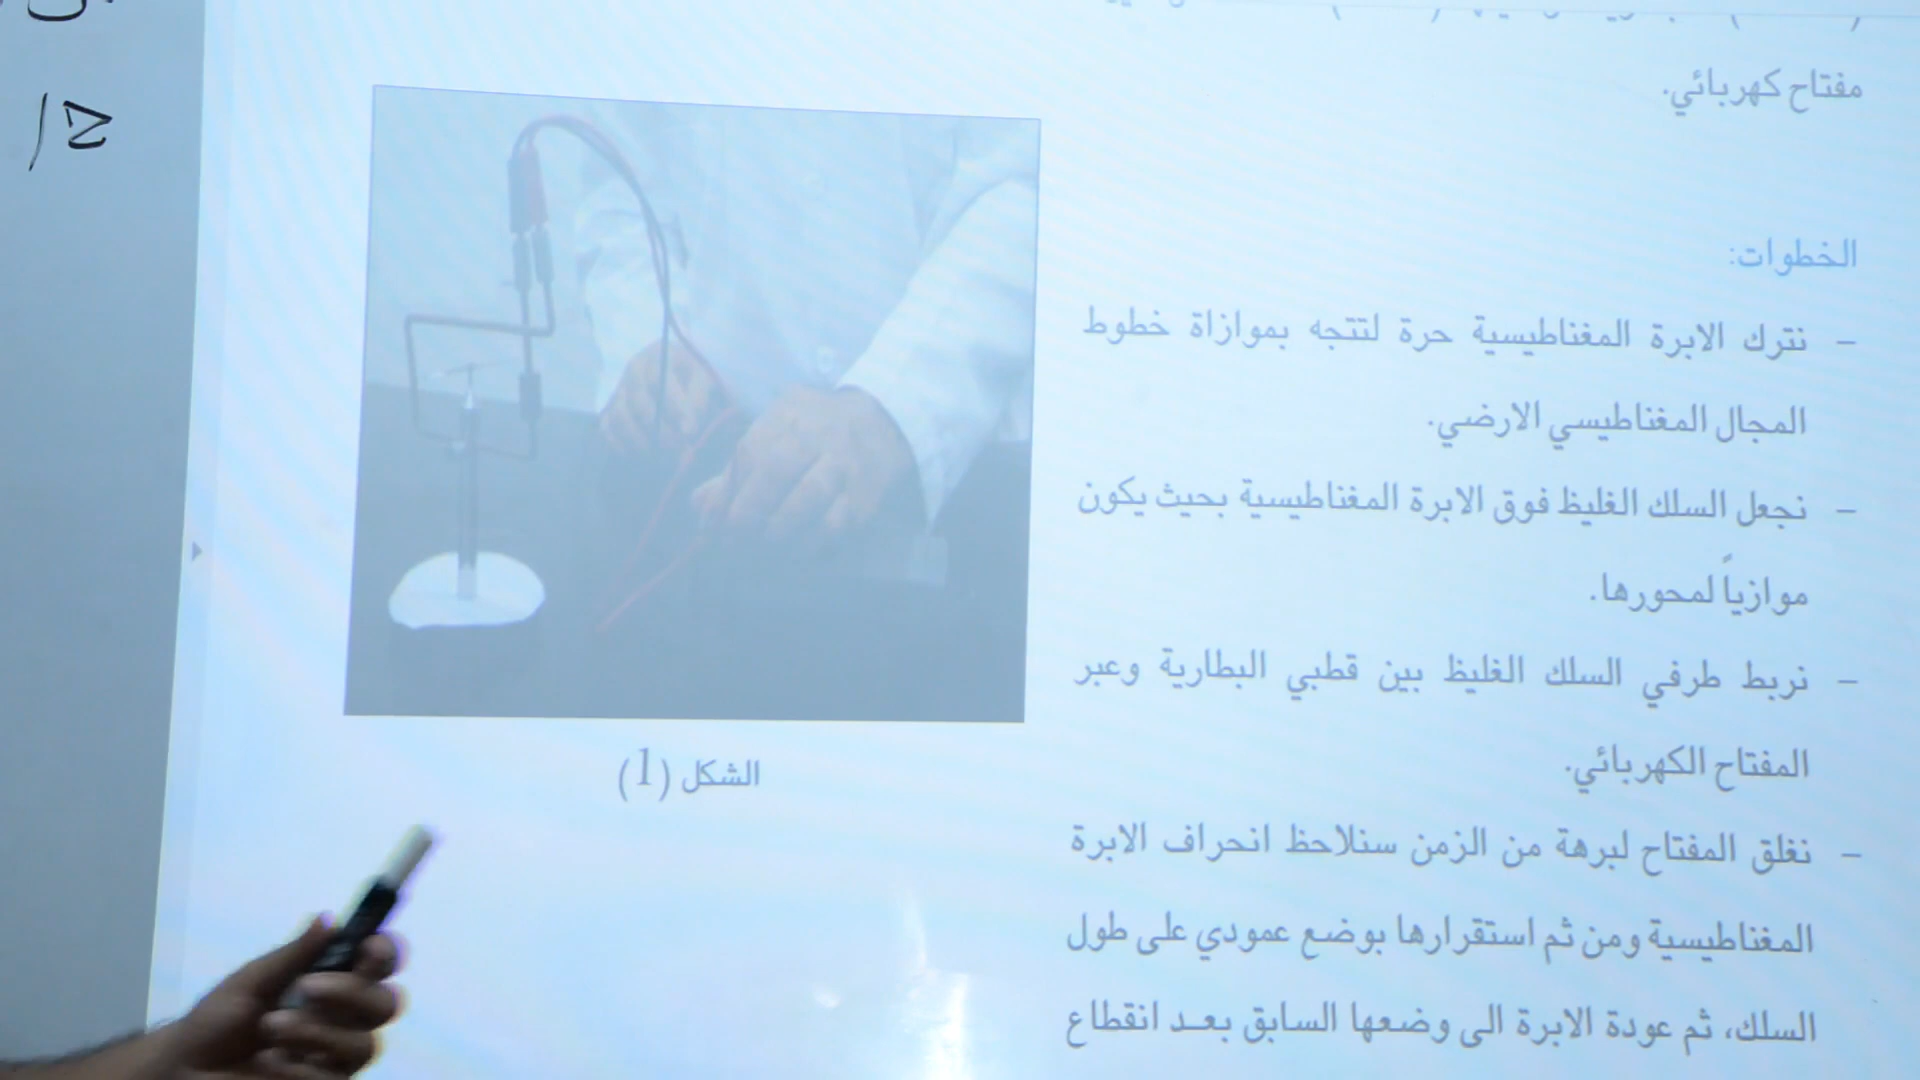 مفتاح كهربائي.
الخطوات:
– نترك الابرة المغناطيسية حرة لتتجه بموازاة خطوط
المجال المغناطيسي الارضي.
– نجعل السلك الغليظ فوق الابرة المغناطيسية بحيث يكون
موازياً لمحورها.
– نربط طرفي السلك الغليظ بين قطبي البطارية وعبر
المفتاح الكهربائي.
– نغلق المفتاح لبرهة من الزمن سنلاحظ انحراف الابرة
المغناطيسية ومن ثم استقرارها بوضع عمودي على طول
السلك، ثم عودة الابرة الى وضعها السابق بعد انقطاع
الشكل (1)
ج/